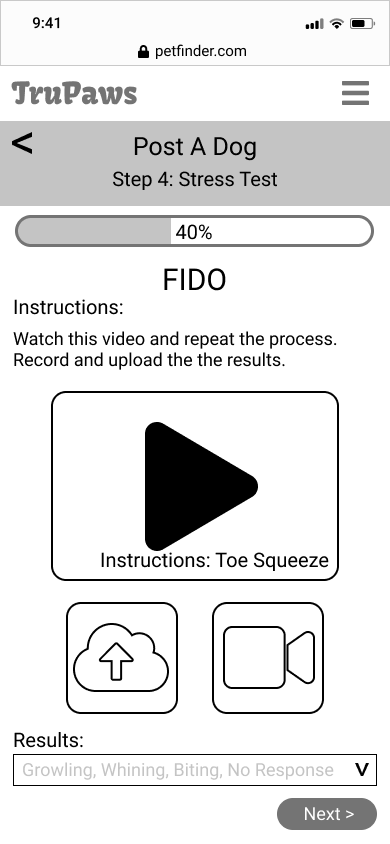 9:41
petfinder.com
TruPaws
<
Post A Dog
Step 4: Stress Test
40%
FIDO
Instructions:
Watch this video and repeat the process.
Record and upload the the results.
Instructions: Toe Squeeze
Results:
Growling, Whining, Biting, No Response V
Next >